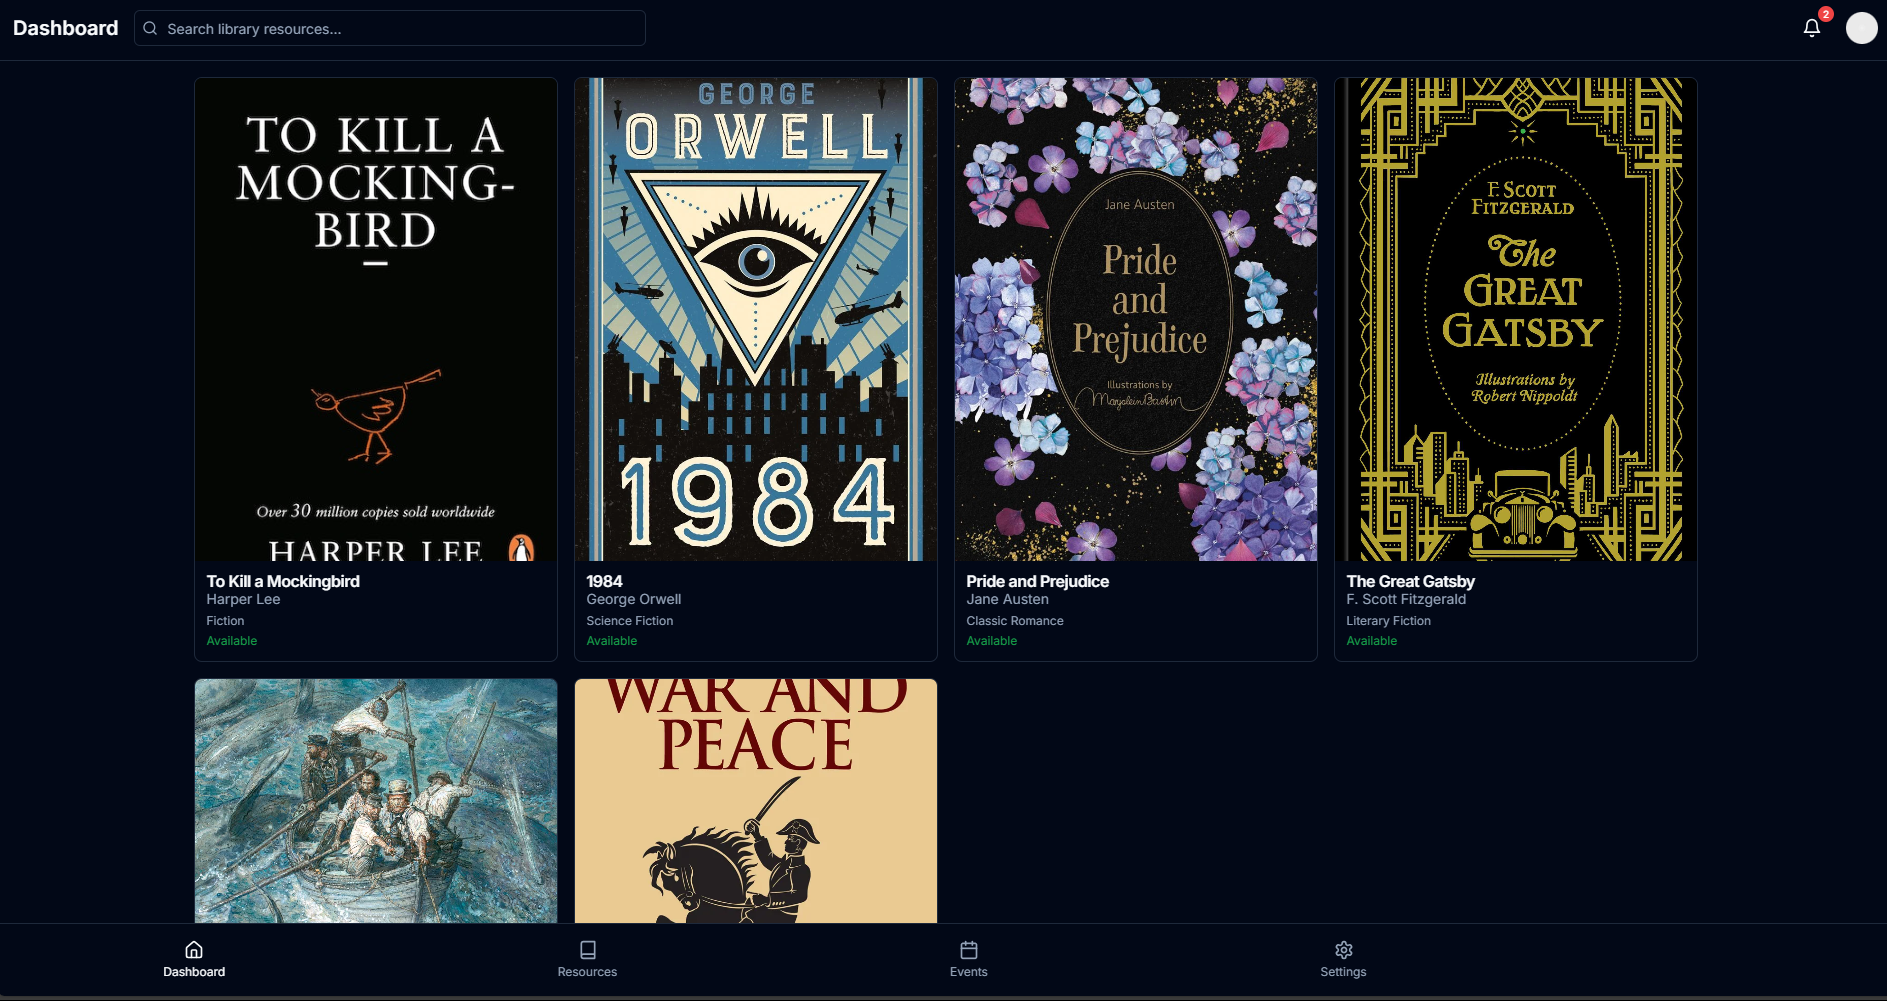 Dashboard
Search library resources...
2
TO KILL A
MOCKING-
BIRD
Over 30 million copies sold worldwide
HARPER LEE
To Kill a Mockingbird
Harper Lee
Fiction
Available
GEORGE
ORWELL
1984
1984
George Orwell
Science Fiction
Available
Jane Austen
Pride
and
Prejudice
Illustrations by
Marjolein Bastin
Pride and Prejudice
Jane Austen
Classic Romance
Available
F. SCOTT
FITZGERALD
The
GREAT
GATSBY
Illustrations by
Robert Nippoldt
The Great Gatsby
F. Scott Fitzgerald
Literary Fiction
Available
WAR AND
PEACE
Dashboard
Resources
Events
Settings